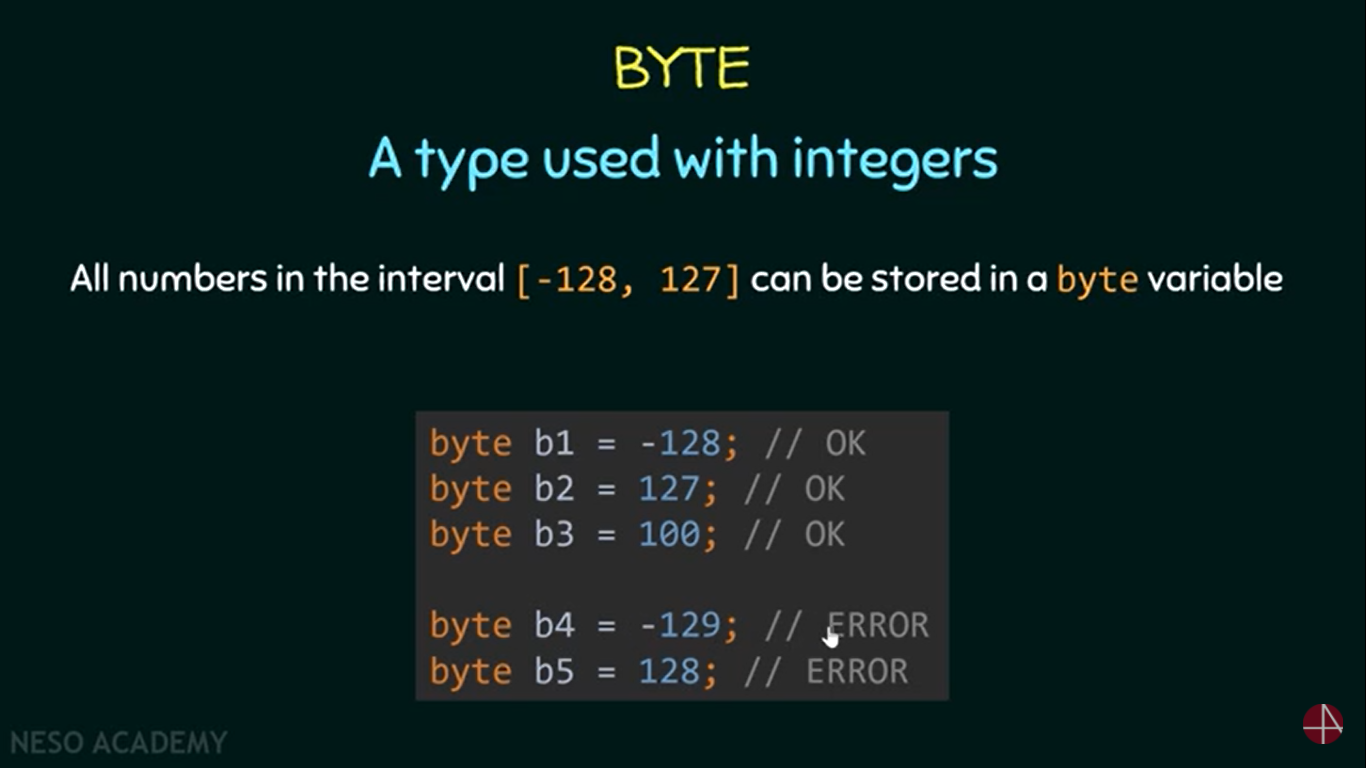 BYTE
A type used with integers
All numbers in the interval [-128, 127] can be stored in a byte variable
byte b1 = -128; // OK
byte b2 = 127; // OK
byte b3 = 100; // OK
byte b4 = -129; // ERROR
byte b5 = 128; // ERROR
NESO ACADEMY